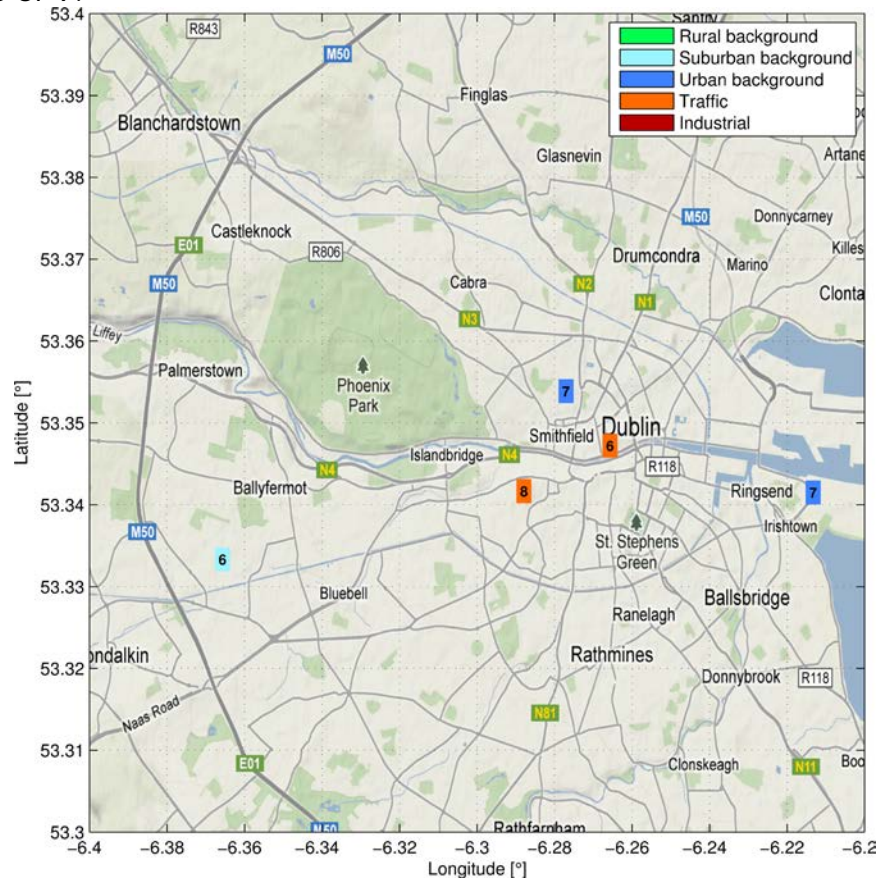 53.4
53.39
53.38
53.37
53.36
53.35
53.34
53.33
53.32
53.31
53.3
Latitude [°]
−6.4
−6.38
−6.36
−6.34
−6.32
−6.3
−6.28
−6.26
−6.24
−6.22
−6.2
Longitude [°]
Rural background
Suburban background
Urban background
Traffic
Industrial
R843
M50
Santry
Finglas
Blanchardstown
Glasnevin
Artane
Castleknock
E01
R806
M50
Donnycarney
Drumcondra
Killes
Marino
M50
Cabra
N2
N1
Clonta
N3
Liffey
Palmerstown
Phoenix
Park
7
Smithfield
Dublin
6
Islandbridge
N4
N4
R118
Ballyfermot
8
Ringsend
7
Irishtown
M50
St. Stephens
Green
6
Bluebell
Ballsbridge
Ranelagh
ondalkin
Rathmines
Donnybrook
R118
Naas Road
N81
Clonskeagh
N11
Boo
E01
M50
Rathfarnham